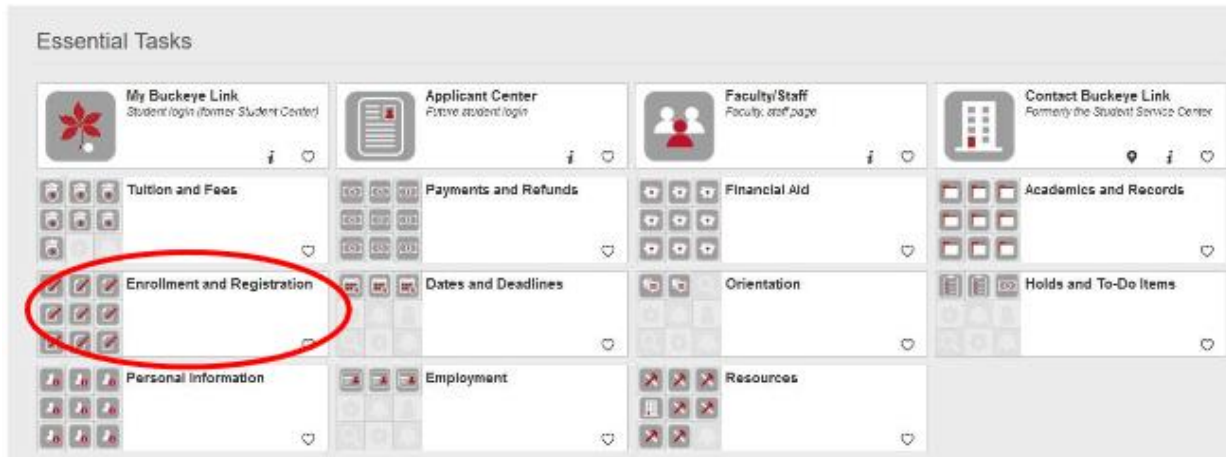 Essential Tasks
My Buckeye Link
Student login (former Student Center)
Applicant Center
Future student login
Faculty/Staff
Faculty, staff page
Contact Buckeye Link
Formerly the Student Service Center
Tuition and Fees
Payments and Refunds
Financial Aid
Academics and Records
Enrollment and Registration
Dates and Deadlines
Orientation
Holds and To-Do Items
Personal Information
Employment
Resources